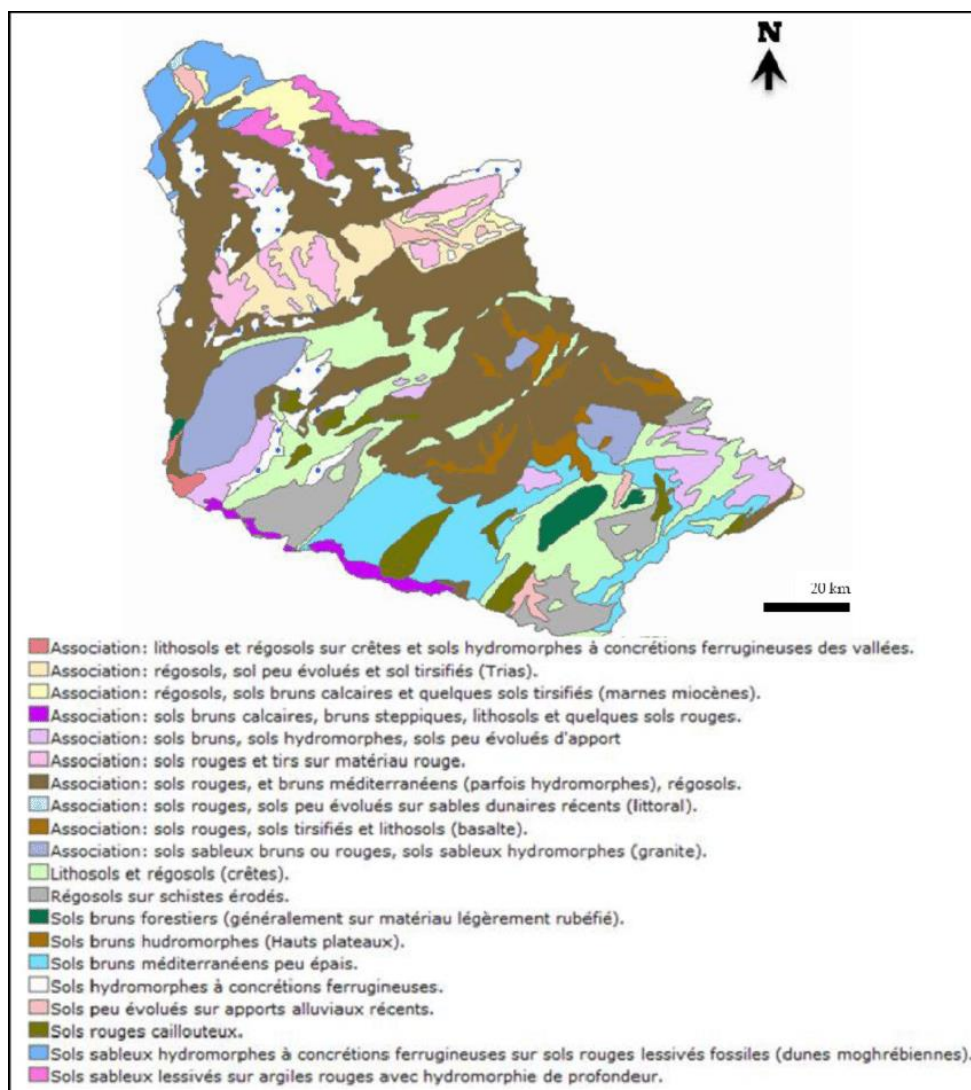 N
20 km
Association: lithosols et régosols sur crêtes et sols hydromorphes à concrétions ferrugineuses des vallées.
Association: régosols, sol peu évolués et sol tirsifiés (Trias).
Association: régosols, sols bruns calcaires et quelques sols tirsifiés (marnes miocènes).
Association: sols bruns calcaires, bruns steppiques, lithosols et quelques sols rouges.
Association: sols bruns, sols hydromorphes, sols peu évolués d'apport
Association: sols rouges et tirs sur matériau rouge.
Association: sols rouges, et bruns méditerranéens (parfois hydromorphes), régosols.
Association: sols rouges, sols peu évolués sur sables dunaires récents (littoral).
Association: sols rouges, sols tirsifiés et lithosols (basalte).
Association: sols sableux bruns ou rouges, sols sableux hydromorphes (granite).
Lithosols et régosols (crêtes).
Régosols sur schistes érodés.
Sols bruns forestiers (généralement sur matériau légèrement rubéfié).
Sols bruns hudromorphes (Hauts plateaux).
Sols bruns méditerranéens peu épais.
Sols hydromorphes à concrétions ferrugineuses.
Sols peu évolués sur apports alluviaux récents.
Sols rouges caillouteux.
Sols sableux hydromorphes à concrétions ferrugineuses sur sols rouges lessivés fossiles (dunes moghrébiennes).
Sols sableux lessivés sur argiles rouges avec hydromorphie de profondeur.